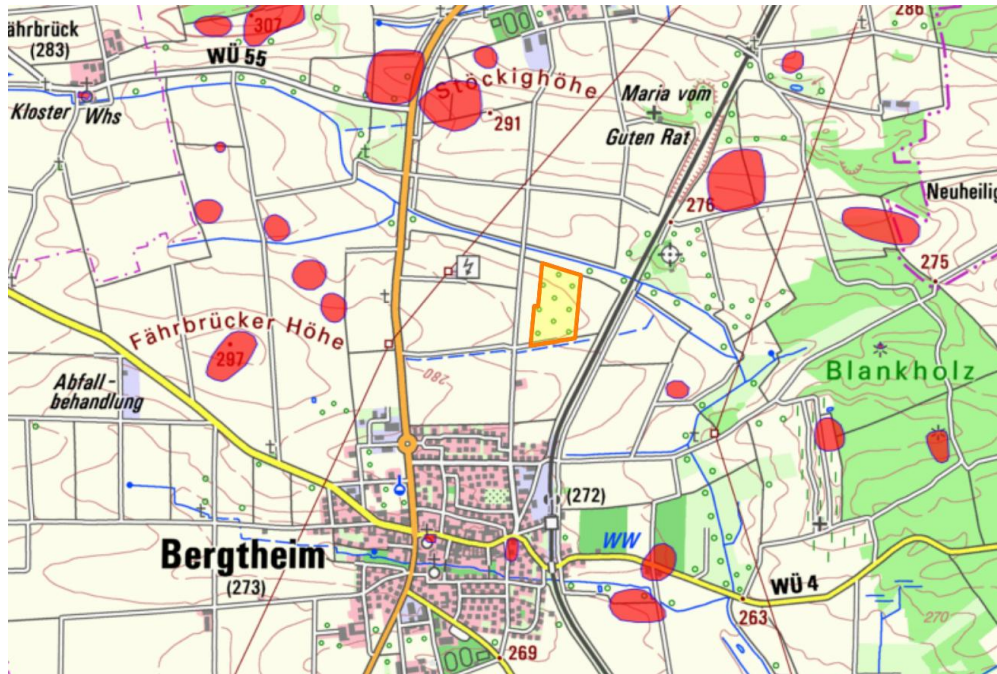 ährbrück
(283)
307
WÜ 55
286
Stöckighöhe
Kloster
Whs
291
Maria vom
Guten Rat
276
Neuheilig
275
Fährbrücker Höhe
297
280
Abfall-
behandlung
Blankholz
(272)
Bergtheim
(273)
WW
WÜ 4
263
270
269